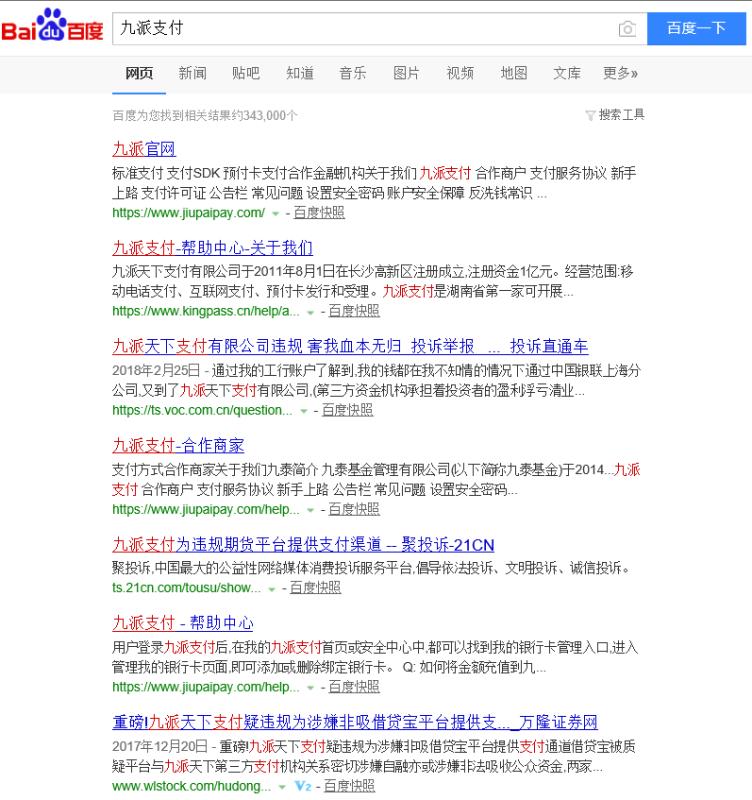 Bai du 百度 九派支付 百度一下
网页 新闻 贴吧 知道 音乐 图片 视频 地图 文库 更多»
百度为您找到相关结果约343,000个 搜索工具
九派官网
标准支付 支付SDK 预付卡支付合作金融机构关于我们 九派支付 合作商户 支付服务协议 新手
上路 支付许可证 公告栏 常见问题 设置安全密码 账户安全保障 反洗钱常识 ...
https://www.jiupaipay.com/ - 百度快照
九派支付-帮助中心-关于我们
九派天下支付有限公司于2011年8月1日在长沙高新区注册成立,注册资金1亿元。经营范围:移
动电话支付、互联网支付、预付卡发行和受理。九派支付是湖南省第一家可开展...
https://www.kingpass.cn/help/a... - 百度快照
九派天下支付有限公司违规 害我血本无归 投诉举报 ... 投诉直通车
2018年2月25日 - 通过我的工行账户了解到,我的钱都在我不知情的情况下通过中国银联上海分
公司,又到了九派天下支付有限公司,(第三方资金机构承担着投资者的盈利浮亏清业...
https://ts.voc.com.cn/question... - 百度快照
九派支付-合作商家
支付方式合作商家关于我们九泰简介 九泰基金管理有限公司(以下简称九泰基金)于2014...九派
支付 合作商户 支付服务协议 新手上路 公告栏 常见问题 设置安全密码...
https://www.jiupaipay.com/help... - 百度快照
九派支付为违规期货平台提供支付渠道 -- 聚投诉-21CN
聚投诉,中国最大的公益性网络媒体消费投诉服务平台,倡导依法投诉、文明投诉、诚信投诉。
ts.21cn.com/tousu/show... - 百度快照
九派支付 - 帮助中心
用户登录九派支付后,在我的九派支付首页或安全中心中,都可以找到我的银行卡管理入口,进入
管理我的银行卡页面,即可添加或删除绑定银行卡。 Q: 如何将金额充值到九...
https://www.jiupaipay.com/help... - 百度快照
重磅!九派天下支付疑违规为涉嫌非吸借贷宝平台提供支..._万隆证券网
2017年12月20日 - 重磅!九派天下支付疑违规为涉嫌非吸借贷宝平台提供支付通道借贷宝被质
疑平台与九派天下第三方支付机构关系密切涉嫌自融亦或涉嫌非法吸收公众资金,两家...
www.wlstock.com/hudong... V2 - 百度快照